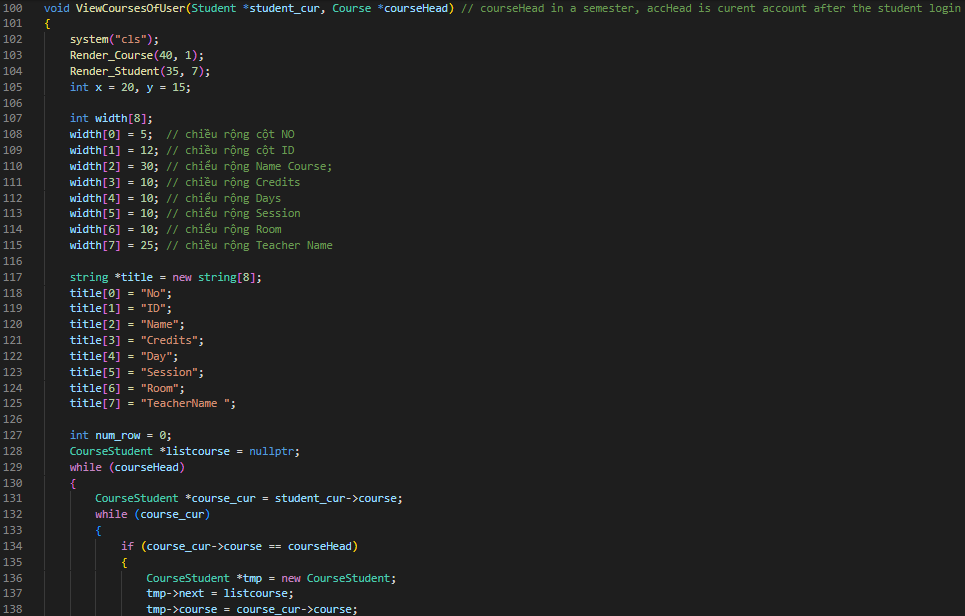 100 void ViewCoursesOfUser(Student *student_cur, Course *courseHead) // courseHead in a semester, accHead is curent account after the student login
101 {
102     system("cls");
103     Render_Course(40, 1);
104     Render_Student(35, 7);
105     int x = 20, y = 15;
106
107     int width[8];
108     width[0] = 5;  // chiều rộng cột NO
109     width[1] = 12; // chiều rộng cột ID
110     width[2] = 30; // chiểu rộng Name Course;
111     width[3] = 10; // chiều rộng Credits
112     width[4] = 10; // chiểu rộng Days
113     width[5] = 10; // chiểu rộng Session
114     width[6] = 10; // chiểu rộng Room
115     width[7] = 25; // chiều rộng Teacher Name
116
117     string *title = new string[8];
118     title[0] = "No";
119     title[1] = "ID";
120     title[2] = "Name";
121     title[3] = "Credits";
122     title[4] = "Day";
123     title[5] = "Session";
124     title[6] = "Room";
125     title[7] = "TeacherName ";
126
127     int num_row = 0;
128     CourseStudent *listcourse = nullptr;
129     while (courseHead)
130     {
131         CourseStudent *course_cur = student_cur->course;
132         while (course_cur)
133         {
134             if (course_cur->course == courseHead)
135             {
136                 CourseStudent *tmp = new CourseStudent;
137                 tmp->next = listcourse;
138                 tmp->course = course_cur->course;